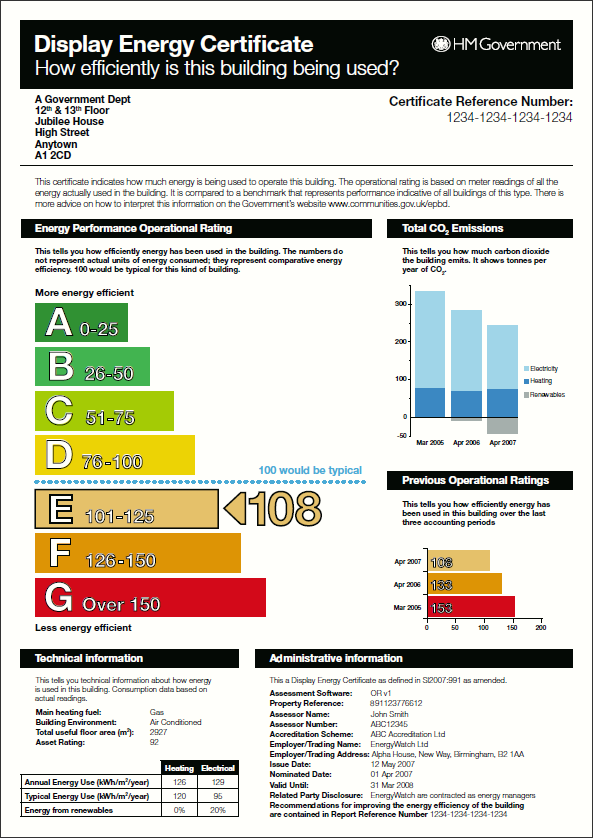 Display Energy Certificate
How efficiently is this building being used?
HM Government
A Government Dept
12th & 13th Floor
Jubilee House
High Street
Anytown
A1 2CD
Certificate Reference Number:
1234-1234-1234-1234
This certificate indicates how much energy is being used to operate this building. The operational rating is based on meter readings of all the
energy actually used in the building. It is compared to a benchmark that represents performance indicative of all buildings of this type. There is
more advice on how to interpret this information on the Government's website www.communities.gov.uk/epbd.
Energy Performance Operational Rating
This tells you how efficiently energy has been used in the building. The numbers do
not represent actual units of energy consumed; they represent comparative energy
efficiency. 100 would be typical for this kind of building.
More energy efficient
A 0-25
B 26-50
C 51-75
D 76-100
100 would be typical
E 101-125
108
F 126-150
G Over 150
Less energy efficient
Total CO2 Emissions
This tells you how much carbon dioxide
the building emits. It shows tonnes per
year of CO2.
300
200
100
0
-50
Electricity
Heating
Renewables
Mar 2005 Apr 2006 Apr 2007
Previous Operational Ratings
This tells you how efficiently energy has
been used in this building over the last
three accounting periods
Apr 2007 108
Apr 2006 133
Mar 2005 153
0 50 100 150 200
Technical information
This tells you technical information about how energy
is used in this building. Consumption data based on
actual readings.
Main heating fuel: Gas
Building Environment: Air Conditioned
Total useful floor area (m2): 2927
Asset Rating: 92
Heating Electrical
Annual Energy Use (kWh/m2/year) 126 129
Typical Energy Use (kWh/m2/year) 120 95
Energy from renewables 0% 20%
Administrative information
This a Display Energy Certificate as defined in SI2007:991 as amended.
Assessment Software: OR v1
Property Reference: 891123776612
Assessor Name: John Smith
Assessor Number: ABC12345
Accreditation Scheme: ABC Accreditation Ltd
Employer/Trading Name: EnergyWatch Ltd
Employer/Trading Address: Alpha House, New Way, Birmingham, B2 1AA
Issue Date: 12 May 2007
Nominated Date: 01 Apr 2007
Valid Until: 31 Mar 2008
Related Party Disclosure: EnergyWatch are contracted as energy managers
Recommendations for improving the energy efficiency of the building
are contained in Report Reference Number 1234-1234-1234-1234